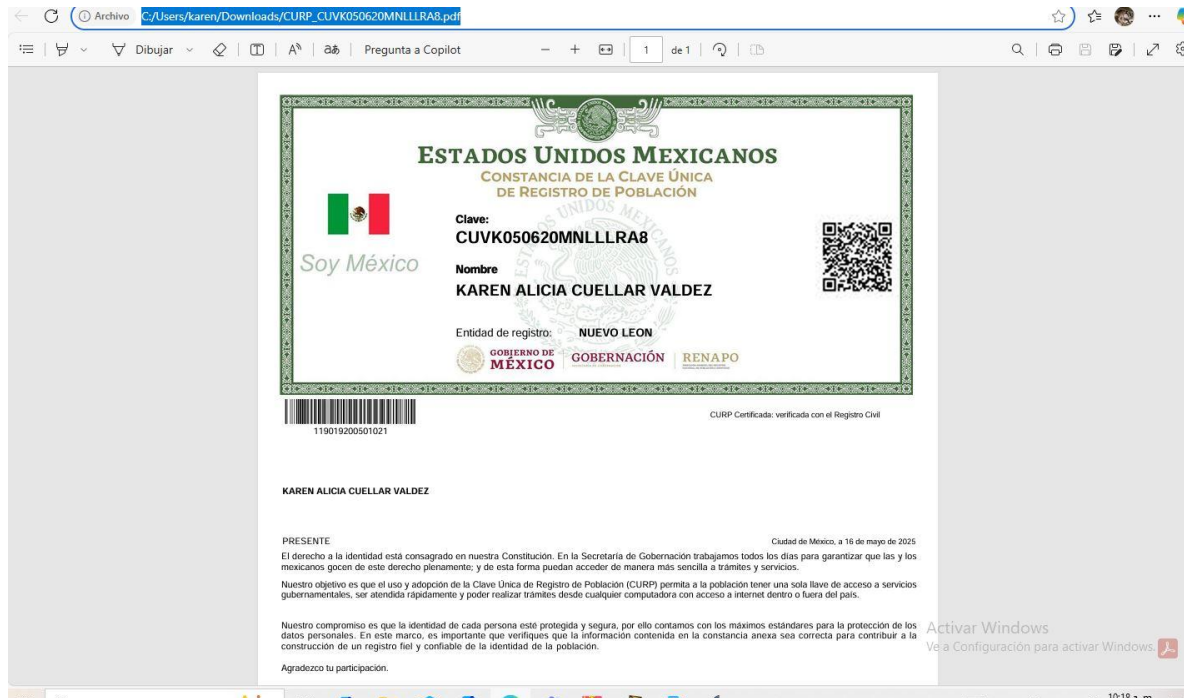 Archivo C:/Users/karen/Downloads/CURP_CUVK050620MNLLLRA8.pdf
Dibujar Pregunta a Copilot 1 de 1
ESTADOS UNIDOS MEXICANOS
CONSTANCIA DE LA CLAVE ÚNICA
DE REGISTRO DE POBLACIÓN
Clave:
CUVK050620MNLLLRA8
Soy México
Nombre
KAREN ALICIA CUELLAR VALDEZ
Entidad de registro: NUEVO LEON
GOBIERNO DE
MÉXICO
GOBERNACIÓN
RENAPO
119019200501021
CURP Certificada: verificada con el Registro Civil
KAREN ALICIA CUELLAR VALDEZ
PRESENTE
Ciudad de México, a 16 de mayo de 2025
El derecho a la identidad está consagrado en nuestra Constitución. En la Secretaría de Gobernación trabajamos todos los días para garantizar que las y los
mexicanos gocen de este derecho plenamente; y de esta forma puedan acceder de manera más sencilla a trámites y servicios.
Nuestro objetivo es que el uso y adopción de la Clave Única de Registro de Población (CURP) permita a la población tener una sola llave de acceso a servicios
gubernamentales, ser atendida rápidamente y poder realizar trámites desde cualquier computadora con acceso a internet dentro o fuera del país.
Nuestro compromiso es que la identidad de cada persona esté protegida y segura, por ello contamos con los máximos estándares para la protección de los
datos personales. En este marco, es importante que verifiques que la información contenida en la constancia anexa sea correcta para contribuir a la
construcción de un registro fiel y confiable de la identidad de la población.
Agradezco tu participación.
Activar Windows
Ve a Configuración para activar Windows.
10:18 a. m.